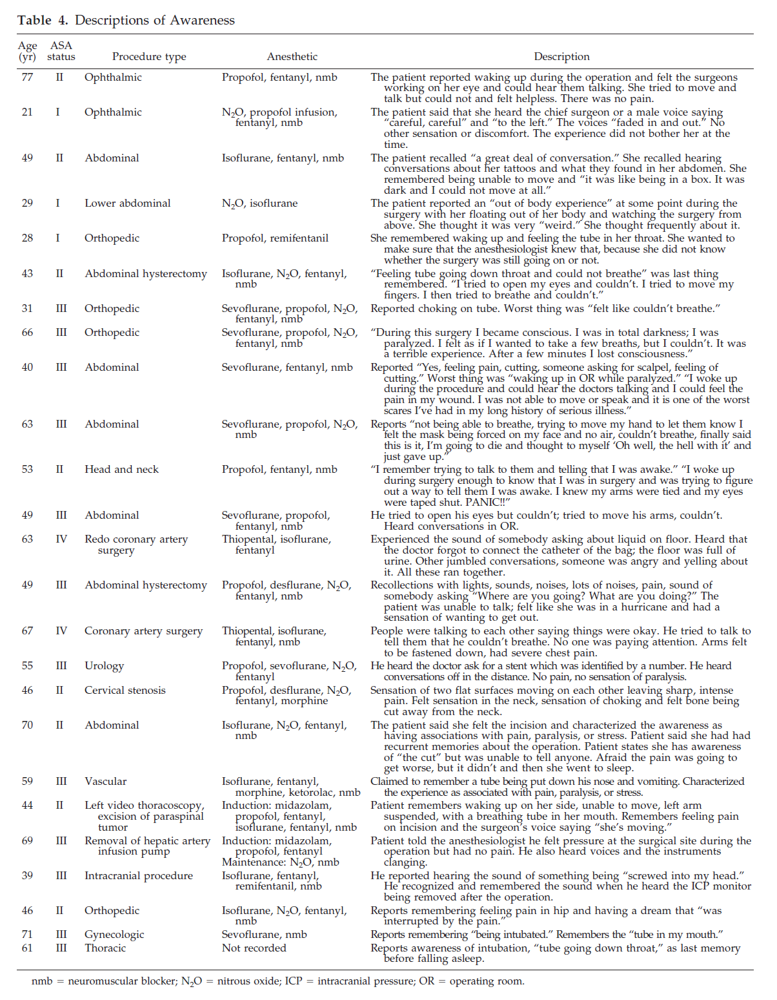 Table 4. Descriptions of Awareness
Age (yr) ASA status Procedure type Anesthetic Description
77 II Ophthalmic Propofol, fentanyl, nmb The patient reported waking up during the operation and felt the surgeons
working on her eye and could hear them talking. She tried to move and
talk but could not and felt helpless. There was no pain.
21 I Ophthalmic N₂O, propofol infusion, The patient said that she heard the chief surgeon or a male voice saying
fentanyl, nmb "careful, careful" and "to the left." The voices "faded in and out." No
other sensation or discomfort. The experience did not bother her at the
time.
49 II Abdominal Isoflurane, fentanyl, nmb The patient recalled "a great deal of conversation." She recalled hearing
conversations about her tattoos and what they found in her abdomen. She
remembered being unable to move and "it was like being in a box. It was
dark and I could not move at all."
29 I Lower abdominal N₂O, isoflurane The patient reported an "out of body experience" at some point during the
surgery with her floating out of her body and watching the surgery from
above. She thought it was very "weird." She thought frequently about it.
28 I Orthopedic Propofol, remifentanil She remembered waking up and feeling the tube in her throat. She wanted to
make sure that the anesthesiologist knew that, because she did not know
whether the surgery was still going on or not.
43 II Abdominal hysterectomy Isoflurane, N₂O, fentanyl, "Feeling tube going down throat and could not breathe" was last thing
nmb remembered. "I tried to open my eyes and couldn't. I tried to move my
fingers. I then tried to breathe and couldn't."
31 III Orthopedic Sevoflurane, propofol, N₂O, Reported choking on tube. Worst thing was "felt like couldn't breathe."
fentanyl, nmb
66 III Orthopedic Sevoflurane, propofol, N₂O, "During this surgery I became conscious. I was in total darkness; I was
fentanyl, nmb paralyzed. I felt as if I wanted to take a few breaths, but I couldn't. It was
a terrible experience. After a few minutes I lost consciousness."
40 III Abdominal Sevoflurane, fentanyl, nmb Reported "Yes, feeling pain, cutting, someone asking for scalpel, feeling of
cutting." Worst thing was "waking up in OR while paralyzed." "I woke up
during the procedure and could hear the doctors talking and I could feel the
pain in my wound. I was not able to move or speak and it is one of the worst
scares I've had in my long history of serious illness."
63 III Abdominal Sevoflurane, propofol, N₂O, Reports "not being able to breathe, trying to move my hand to let them know I
nmb felt the mask being forced on my face and no air, couldn't breathe, finally said
this is it, I'm going to die and thought to myself 'Oh well, the hell with it' and
just gave up."
53 II Head and neck Propofol, fentanyl, nmb "I remember trying to talk to them and telling that I was awake." "I woke up
during surgery enough to know that I was in surgery and was trying to figure
out a way to tell them I was awake. I knew my arms were tied and my eyes
were taped shut. PANIC!!"
49 III Abdominal Sevoflurane, propofol, He tried to open his eyes but couldn't; tried to move his arms, couldn't.
fentanyl, nmb Heard conversations in OR.
63 IV Redo coronary artery Thiopental, isoflurane, Experienced the sound of somebody asking about liquid on floor. Heard that
surgery fentanyl the doctor forgot to connect the catheter of the bag; the floor was full of
urine. Other jumbled conversations, someone was angry and yelling about
it. All these ran together.
49 III Abdominal hysterectomy Propofol, desflurane, N₂O, Recollections with lights, sounds, noises, lots of noises, pain, sound of
fentanyl, nmb somebody asking "Where are you going? What are you doing?" The
patient was unable to talk; felt like she was in a hurricane and had a
sensation of wanting to get out.
67 IV Coronary artery surgery Thiopental, isoflurane, People were talking to each other saying things were okay. He tried to talk to
fentanyl, nmb tell them that he couldn't breathe. No one was paying attention. Arms felt
to be fastened down, had severe chest pain.
55 III Urology Propofol, sevoflurane, N₂O, He heard the doctor ask for a stent which was identified by a number. He heard
fentanyl conversations off in the distance. No pain, no sensation of paralysis.
46 II Cervical stenosis Propofol, desflurane, N₂O, Sensation of two flat surfaces moving on each other leaving sharp, intense
fentanyl, morphine pain. Felt sensation in the neck, sensation of choking and felt bone being
cut away from the neck.
70 II Abdominal Isoflurane, N₂O, fentanyl, The patient said she felt the incision and characterized the awareness as
nmb having associations with pain, paralysis, or stress. Patient said she had had
recurrent memories about the operation. Patient states she has awareness
of "the cut" but was unable to tell anyone. Afraid the pain was going to
get worse, but it didn't and then she went to sleep.
59 III Vascular Isoflurane, fentanyl, Claimed to remember a tube being put down his nose and vomiting. Characterized
morphine, ketorolac, nmb the experience as associated with pain, paralysis, or stress.
44 II Left video thoracoscopy, Induction: midazolam, Patient remembers waking up on her side, unable to move, left arm
excision of paraspinal propofol, fentanyl, suspended, with a breathing tube in her mouth. Remembers feeling pain
tumor isoflurane, fentanyl, nmb on incision and the surgeon's voice saying "she's moving."
69 III Removal of hepatic artery Induction: midazolam, Patient told the anesthesiologist he felt pressure at the surgical site during the
infusion pump propofol, fentanyl operation but had no pain. He also heard voices and the instruments
Maintenance: N₂O, nmb clanging.
39 III Intracranial procedure Isoflurane, fentanyl, He reported hearing the sound of something being "screwed into my head."
remifentanil, nmb He recognized and remembered the sound when he heard the ICP monitor
being removed after the operation.
46 II Orthopedic Isoflurane, N₂O, fentanyl, Reports remembering feeling pain in hip and having a dream that "was
nmb interrupted by the pain."
71 III Gynecologic Sevoflurane, nmb Reports remembering "being intubated." Remembers the "tube in my mouth."
61 III Thoracic Not recorded Reports awareness of intubation, "tube going down throat," as last memory
before falling asleep.
nmb = neuromuscular blocker; N₂O = nitrous oxide; ICP = intracranial pressure; OR = operating room.